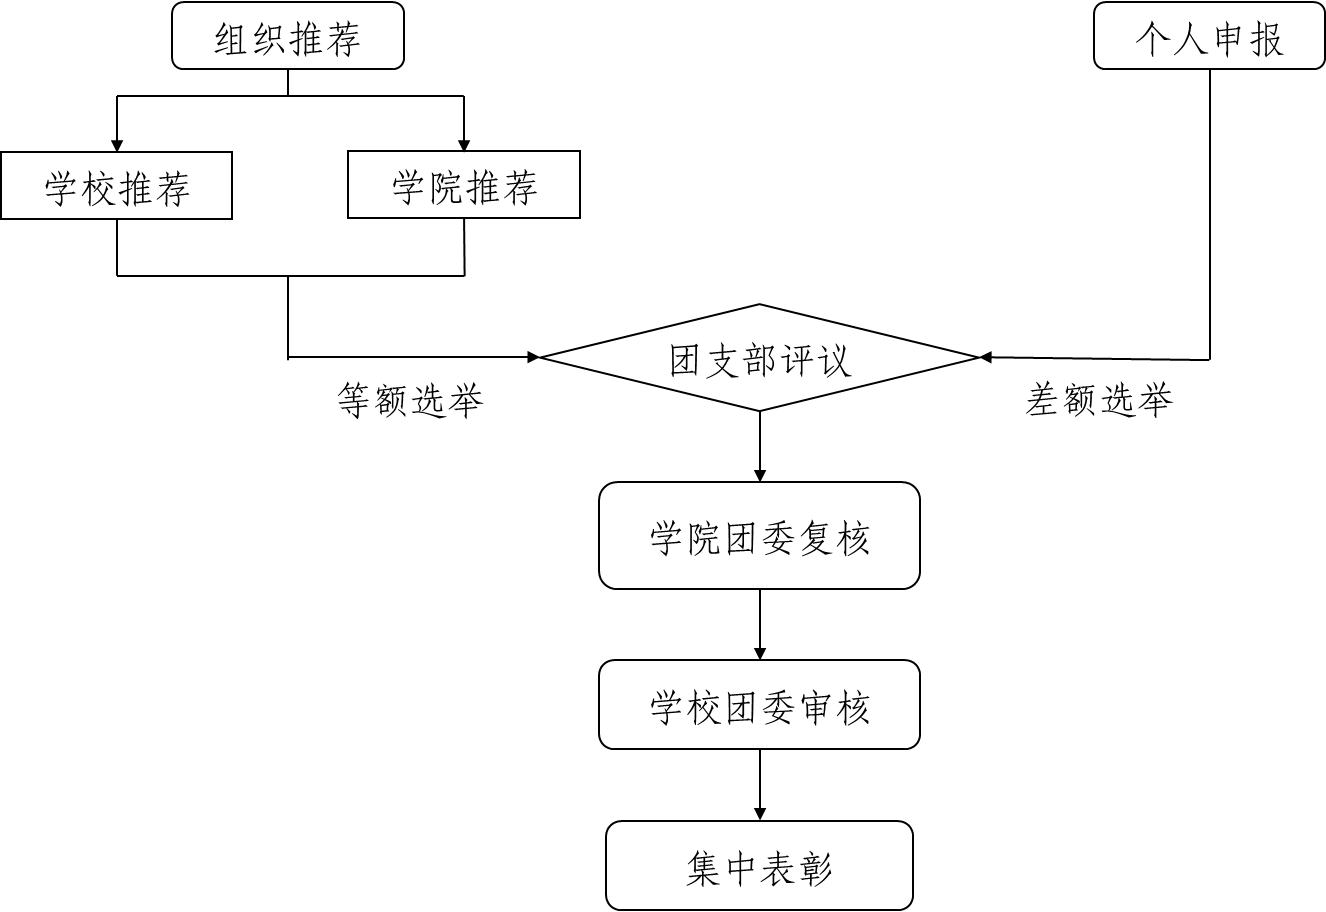 组织推荐
个人申报
学校推荐
学院推荐
团支部评议
等额选举
差额选举
学院团委复核
学校团委审核
集中表彰